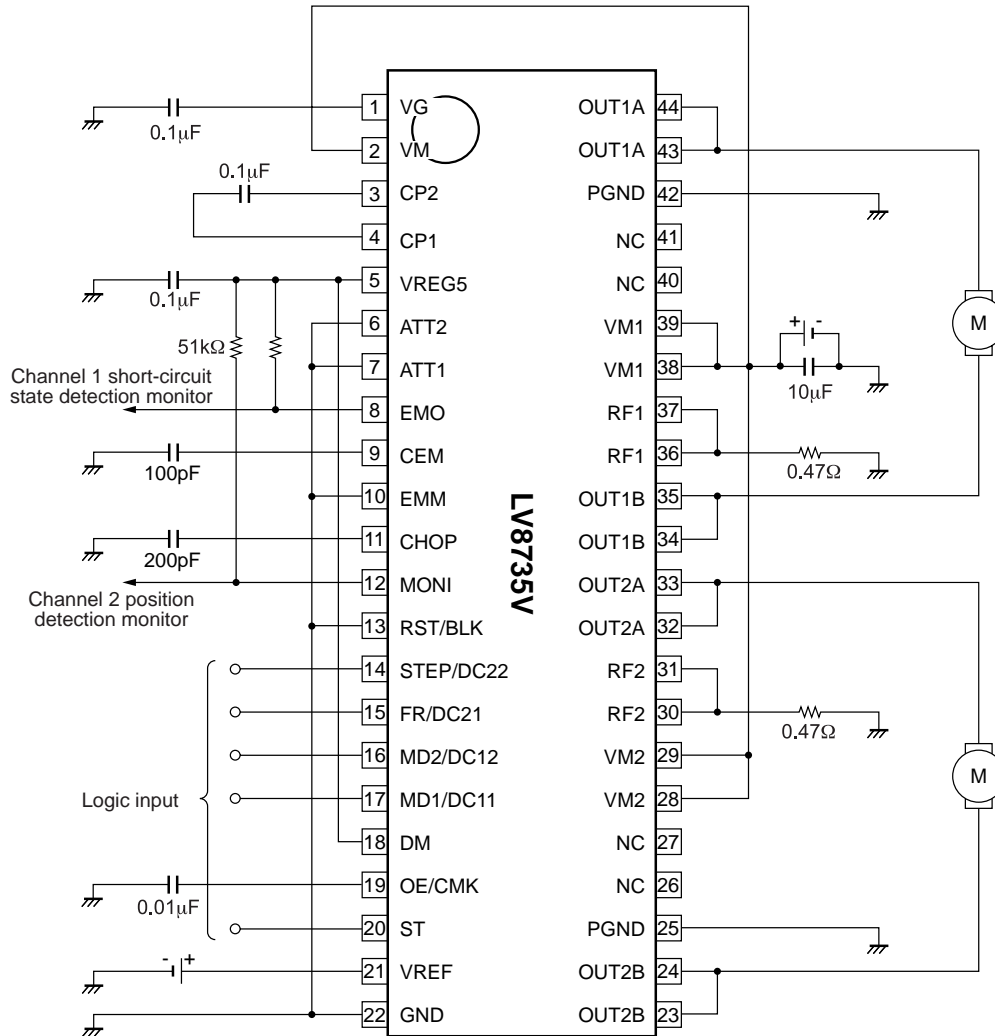 1 VG OUT1A 44
0.1μF
2 VM OUT1A 43
0.1μF
3 CP2 PGND 42
4 CP1 NC 41
5 VREG5 NC 40
0.1μF
6 ATT2 VM1 39
+ -
51kΩ
7 ATT1 VM1 38
10μF
Channel 1 short-circuit
state detection monitor
8 EMO RF1 37
9 CEM RF1 36
100pF
0.47Ω
10 EMM OUT1B 35
11 CHOP OUT1B 34
200pF
12 MONI OUT2A 33
Channel 2 position
detection monitor
13 RST/BLK OUT2A 32
14 STEP/DC22 RF2 31
15 FR/DC21 RF2 30
0.47Ω
16 MD2/DC12 VM2 29
17 MD1/DC11 VM2 28
Logic input
18 DM NC 27
19 OE/CMK NC 26
0.01μF
20 ST PGND 25
- +
21 VREF OUT2B 24
22 GND OUT2B 23
LV8735V
M
M